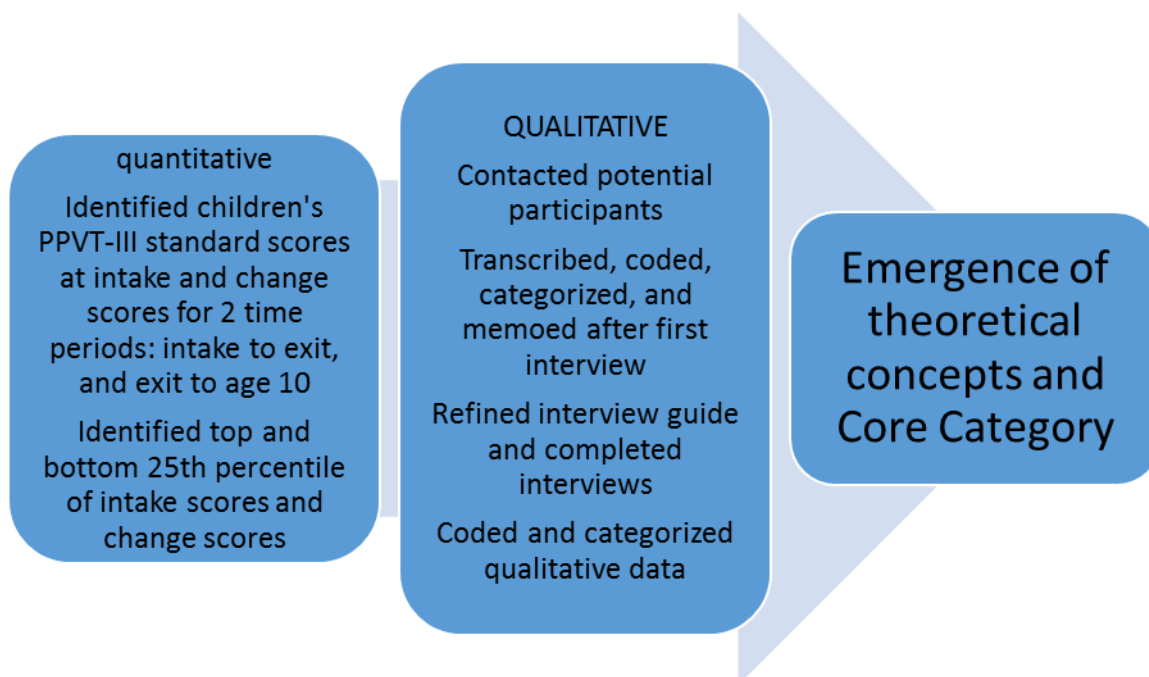 quantitative
Identified children's
PPVT-III standard scores
at intake and change
scores for 2 time
periods: intake to exit,
and exit to age 10
Identified top and
bottom 25th percentile
of intake scores and
change scores
QUALITATIVE
Contacted potential
participants
Transcribed, coded,
categorized, and
memoed after first
interview
Refined interview guide
and completed
interviews
Coded and categorized
qualitative data
Emergence of
theoretical
concepts and
Core Category